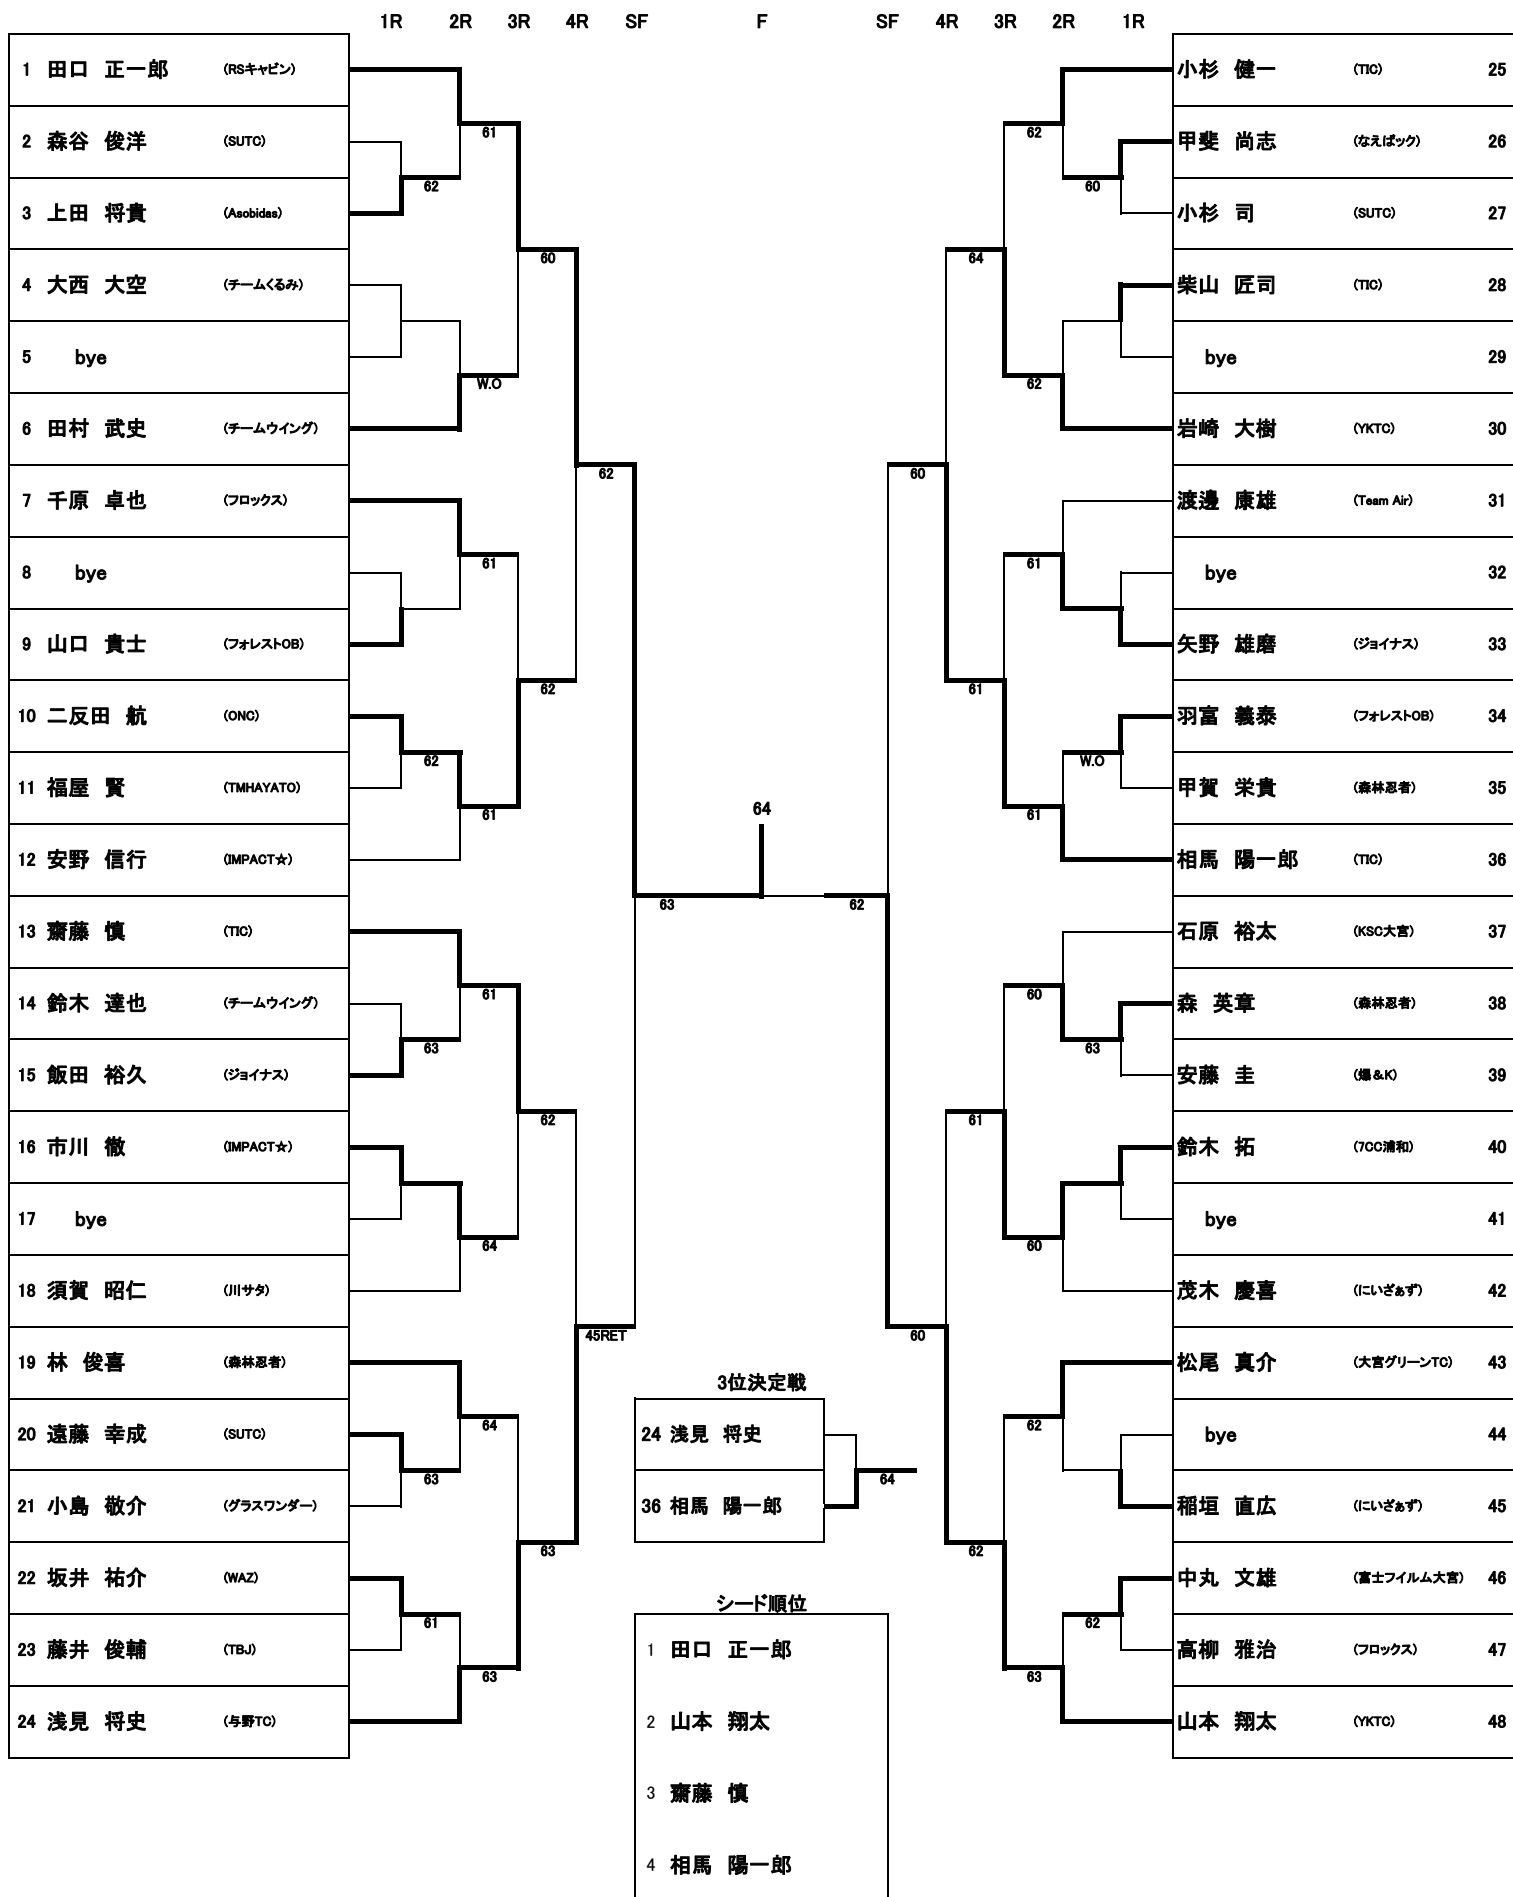 1R 2R 3R 4R SF F SF 4R 3R 2R 1R
1 田口 正一郎 (RSキャビン)
2 森谷 俊洋 (SUTC)
3 上田 将貴 (Asobidas)
4 大西 大空 (チームくるみ)
5 bye
6 田村 武史 (チームウイング)
7 千原 卓也 (フロックス)
8 bye
9 山口 貴士 (フォレストOB)
10 二反田 航 (ONC)
11 福屋 賢 (TMHAYATO)
12 安野 信行 (IMPACT☆)
13 齋藤 慎 (TIC)
14 鈴木 達也 (チームウイング)
15 飯田 裕久 (ジョイナス)
16 市川 徹 (IMPACT☆)
17 bye
18 須賀 昭仁 (川サタ)
19 林 俊喜 (森林忍者)
20 遠藤 幸成 (SUTC)
21 小島 敬介 (グラスワンダー)
22 坂井 祐介 (WAZ)
23 藤井 俊輔 (TBJ)
24 浅見 将史 (与野TC)
62
62
63
63
61
61
W.O
61
61
61
64
64
63
60
62
62
63
62
45RET
63
64
62
60
60
64
61
61
62
62
62
61
61
60
60
62
63
60
W.O
63
62
小杉 健一 (TIC) 25
甲斐 尚志 (なえぱック) 26
小杉 司 (SUTC) 27
柴山 匠司 (TIC) 28
bye 29
岩崎 大樹 (YKTC) 30
渡邊 康雄 (Team Air) 31
bye 32
矢野 雄磨 (ジョイナス) 33
羽富 義泰 (フォレストOB) 34
甲賀 栄貴 (森林忍者) 35
相馬 陽一郎 (TIC) 36
石原 裕太 (KSC大宮) 37
森 英章 (森林忍者) 38
安藤 圭 (爆&K) 39
鈴木 拓 (7CC浦和) 40
bye 41
茂木 慶喜 (にいざぁず) 42
松尾 真介 (大宮グリーンTC) 43
bye 44
稲垣 直広 (にいざぁず) 45
中丸 文雄 (富士フイルム大宮) 46
高柳 雅治 (フロックス) 47
山本 翔太 (YKTC) 48
3位決定戦
24 浅見 将史
36 相馬 陽一郎
64
シード順位
1 田口 正一郎
2 山本 翔太
3 齋藤 慎
4 相馬 陽一郎